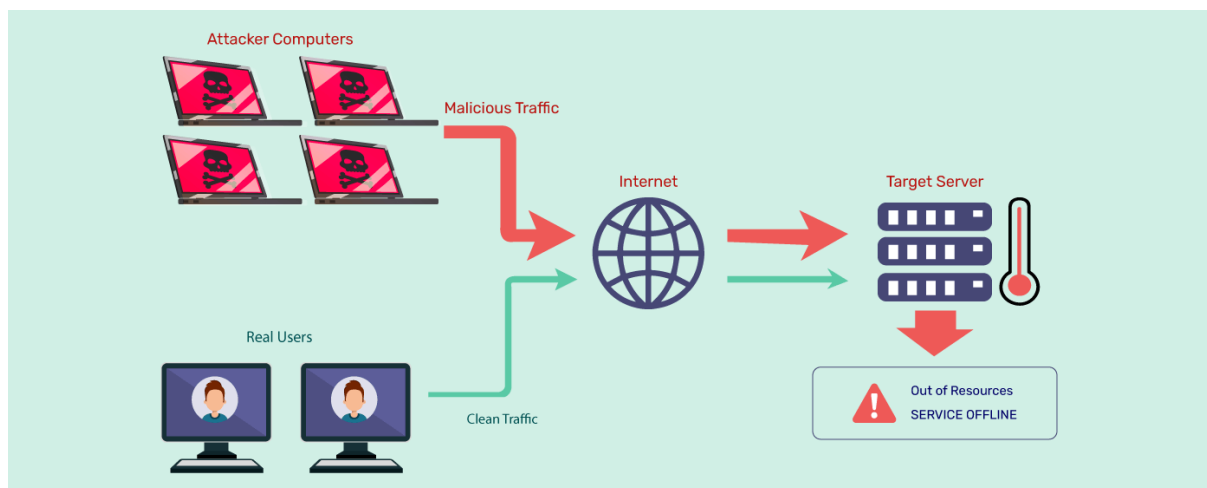 Attacker Computers
Malicious Traffic
Internet
Target Server
Real Users
Clean Traffic
Out of Resources
SERVICE OFFLINE